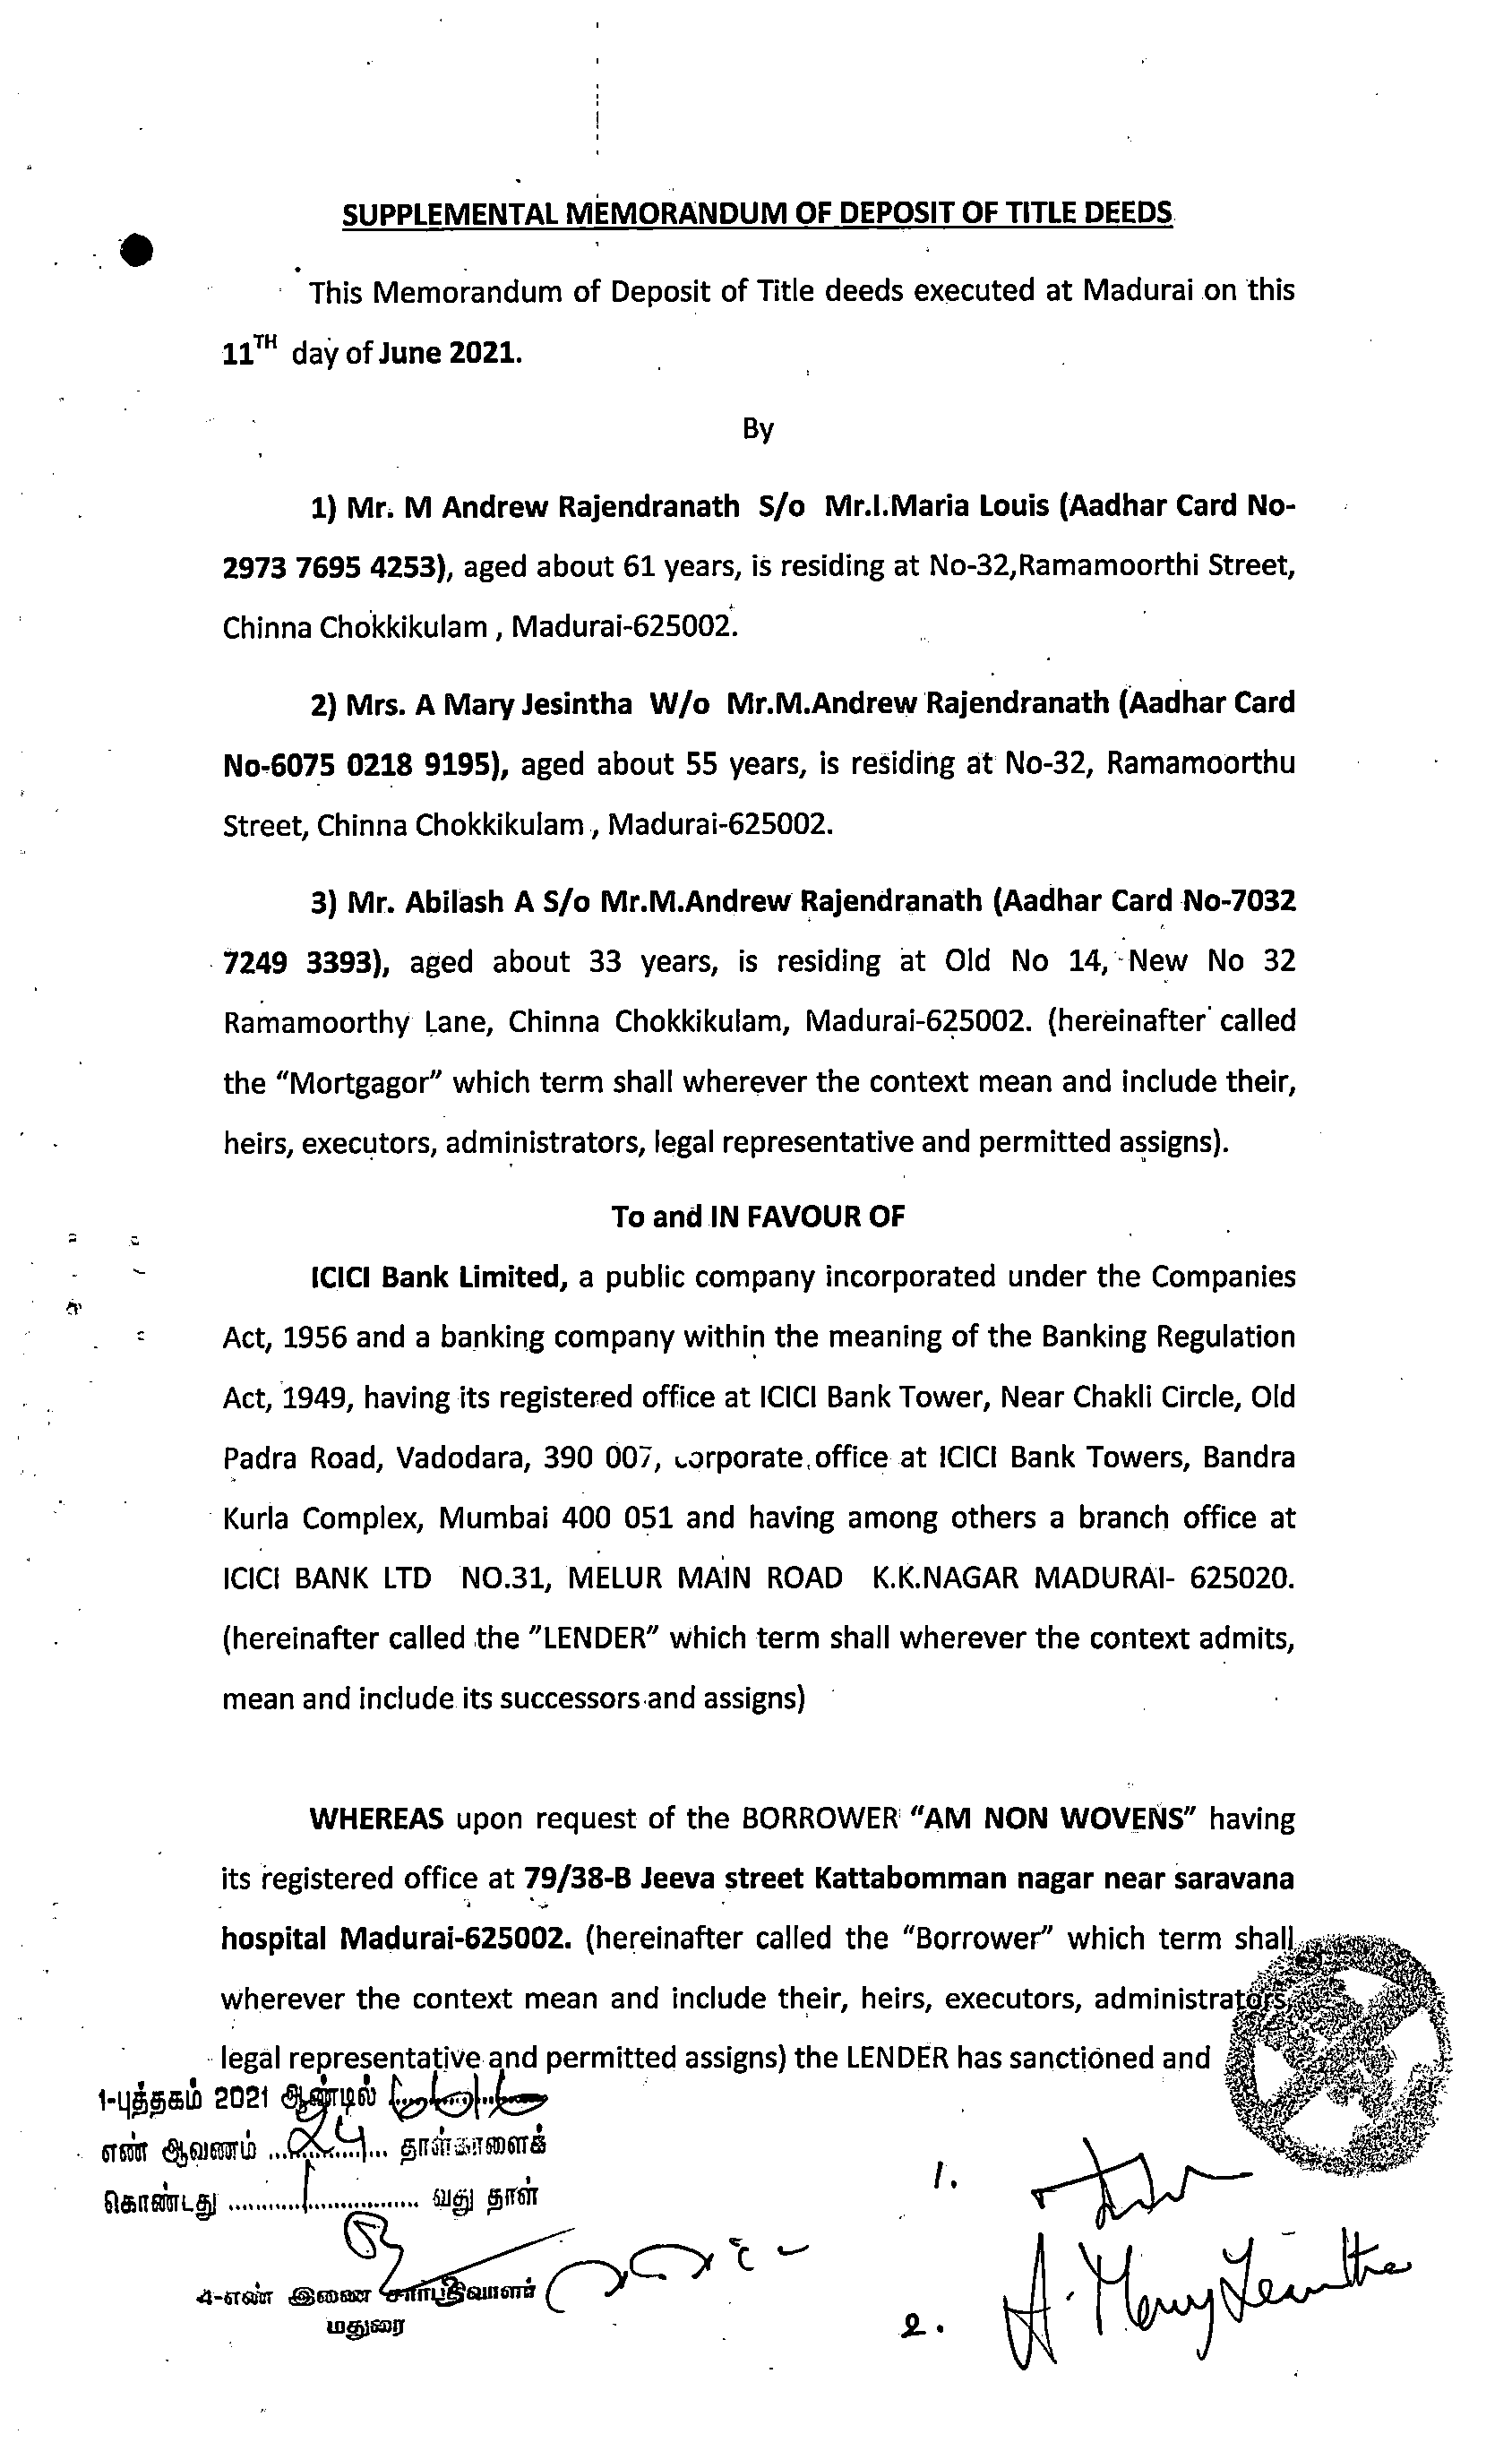 SUPPLEMENTAL MEMORANDUM OF DEPOSIT OF TITLE DEEDS
This Memorandum of Deposit of Title deeds executed at Madurai on this
11TH day of June 2021.
By
1) Mr. M Andrew Rajendranath S/o Mr.I.Maria Louis (Aadhar Card No-
2973 7695 4253), aged about 61 years, is residing at No-32,Ramamoorthi Street,
Chinna Chokkikulam , Madurai-625002.
2) Mrs. A Mary Jesintha W/o Mr.M.Andrew Rajendranath (Aadhar Card
No-6075 0218 9195), aged about 55 years, is residing at No-32, Ramamoorthu
Street, Chinna Chokkikulam , Madurai-625002.
3) Mr. Abilash A S/o Mr.M.Andrew Rajendranath (Aadhar Card No-7032
7249 3393), aged about 33 years, is residing at Old No 14, New No 32
Ramamoorthy Lane, Chinna Chokkikulam, Madurai-625002. (hereinafter called
the “Mortgagor” which term shall wherever the context mean and include their,
heirs, executors, administrators, legal representative and permitted assigns).
To and IN FAVOUR OF
ICICI Bank Limited, a public company incorporated under the Companies
Act, 1956 and a banking company within the meaning of the Banking Regulation
Act, 1949, having its registered office at ICICI Bank Tower, Near Chakli Circle, Old
Padra Road, Vadodara, 390 007, corporate office at ICICI Bank Towers, Bandra
Kurla Complex, Mumbai 400 051 and having among others a branch office at
ICICI BANK LTD NO.31, MELUR MAIN ROAD K.K.NAGAR MADURAI- 625020.
(hereinafter called the “LENDER” which term shall wherever the context admits,
mean and include its successors and assigns)
WHEREAS upon request of the BORROWER “AM NON WOVENS” having
its registered office at 79/38-B Jeeva street Kattabomman nagar near saravana
hospital Madurai-625002. (hereinafter called the “Borrower” which term shall
wherever the context mean and include their, heirs, executors, administrators,
legal representative and permitted assigns) the LENDER has sanctioned and
1-புத்தகம் 2021 ஆண்டில்
எண் ஆவணம் ...24... தாள்களைக்
கொண்டது ...1... வது தாள்
1.
4-எண் இணை சார்பதிவாளர்
மதுரை
2. A. Mary Jesintha